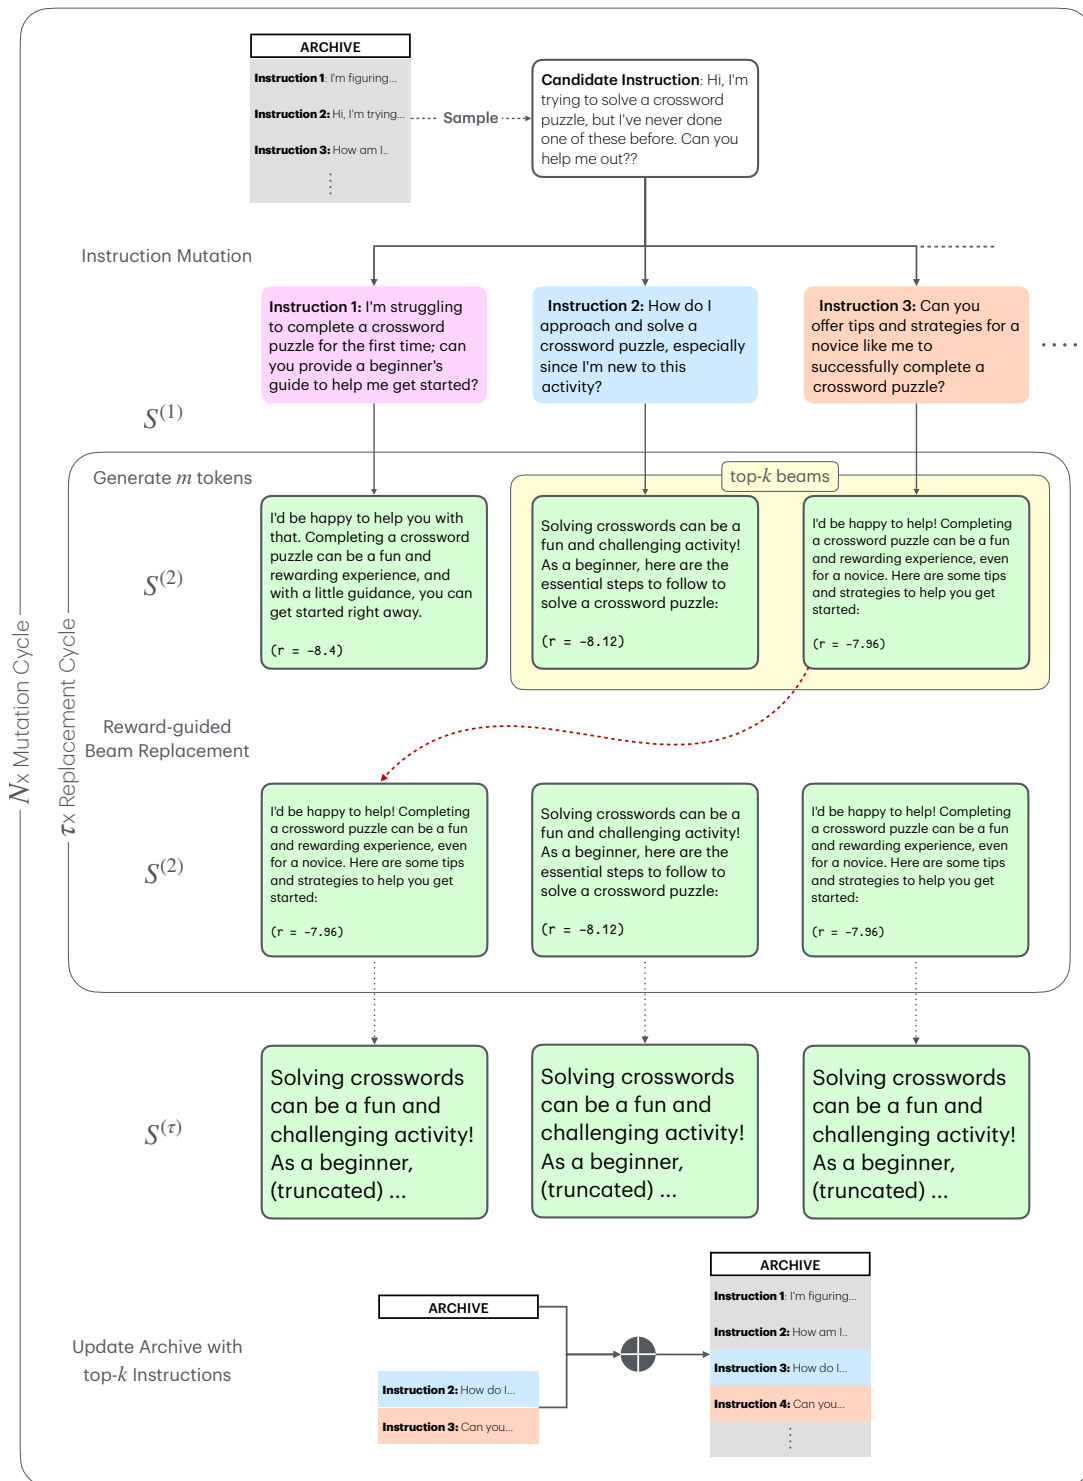 ARCHIVE
Instruction 1: I'm figuring...
Instruction 2: Hi, I'm trying...
Instruction 3: How am I..
Sample
Candidate Instruction: Hi, I'm
trying to solve a crossword
puzzle, but I've never done
one of these before. Can you
help me out??
Instruction Mutation
Instruction 1: I'm struggling
to complete a crossword
puzzle for the first time; can
you provide a beginner's
guide to help me get started?
Instruction 2: How do I
approach and solve a
crossword puzzle, especially
since I'm new to this
activity?
Instruction 3: Can you
offer tips and strategies for a
novice like me to
successfully complete a
crossword puzzle?
S(1)
Generate m tokens
top-k beams
S(2)
I'd be happy to help you with
that. Completing a crossword
puzzle can be a fun and
rewarding experience, and
with a little guidance, you can
get started right away.
(r = -8.4)
Solving crosswords can be a
fun and challenging activity!
As a beginner, here are the
essential steps to follow to
solve a crossword puzzle:
(r = -8.12)
I'd be happy to help! Completing
a crossword puzzle can be a fun
and rewarding experience, even
for a novice. Here are some tips
and strategies to help you get
started:
(r = -7.96)
Nx Mutation Cycle
τx Replacement Cycle
Reward-guided
Beam Replacement
S(2)
I'd be happy to help! Completing
a crossword puzzle can be a fun
and rewarding experience, even
for a novice. Here are some tips
and strategies to help you get
started:
(r = -7.96)
Solving crosswords can be a
fun and challenging activity!
As a beginner, here are the
essential steps to follow to
solve a crossword puzzle:
(r = -8.12)
I'd be happy to help! Completing
a crossword puzzle can be a fun
and rewarding experience, even
for a novice. Here are some tips
and strategies to help you get
started:
(r = -7.96)
S(τ)
Solving crosswords
can be a fun and
challenging activity!
As a beginner,
(truncated) ...
Solving crosswords
can be a fun and
challenging activity!
As a beginner,
(truncated) ...
Solving crosswords
can be a fun and
challenging activity!
As a beginner,
(truncated) ...
Update Archive with
top-k Instructions
ARCHIVE
Instruction 2: How do I...
Instruction 3: Can you...
ARCHIVE
Instruction 1: I'm figuring...
Instruction 2: How am I..
Instruction 3: How do I...
Instruction 4: Can you...